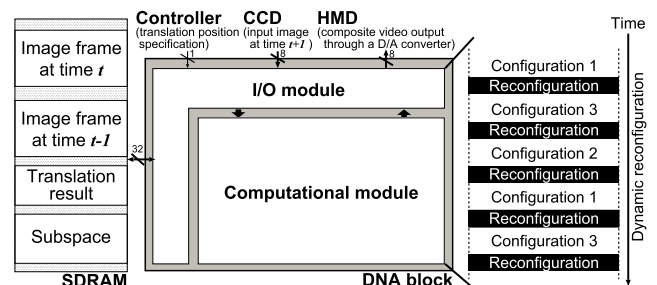 Controller
(translation position
specification)
1
CCD
(input image
at time t+1 )
8
HMD
(composite video output
through a D/A converter)
8
Time
Image frame
at time t
Image frame
at time t-1
Translation
result
Subspace
SDRAM
32
I/O module
Computational module
DNA block
Configuration 1
Reconfiguration
Configuration 3
Reconfiguration
Configuration 2
Reconfiguration
Configuration 1
Reconfiguration
Configuration 3
Reconfiguration
Dynamic reconfiguration